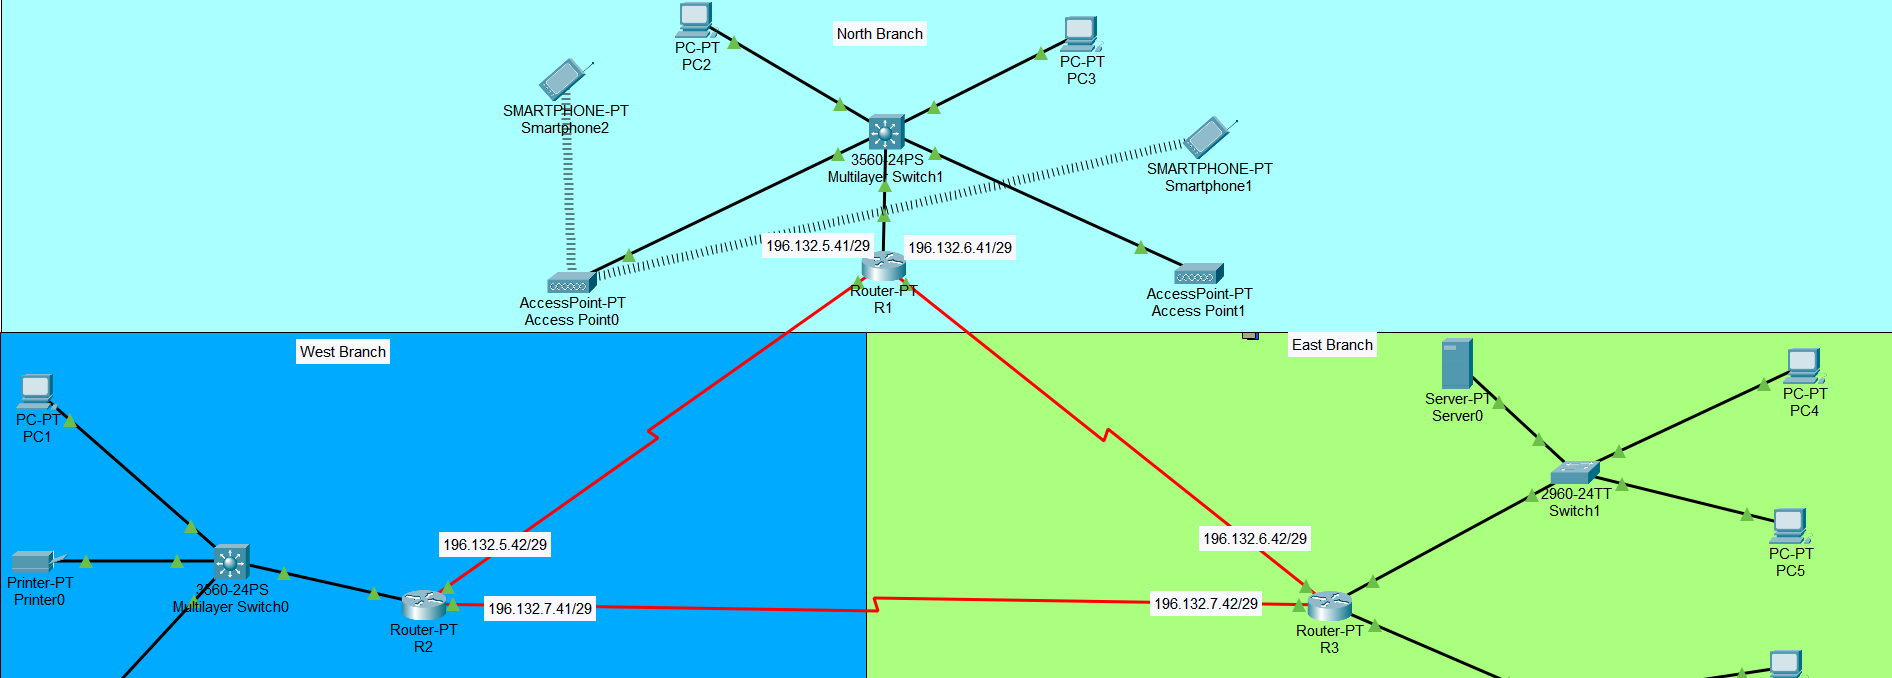 PC-PT
PC2
North Branch
PC-PT
PC3
SMARTPHONE-PT
Smartphone2
3560-24PS
Multilayer Switch1
SMARTPHONE-PT
Smartphone1
196.132.5.41/29
196.132.6.41/29
Router-PT
R1
AccessPoint-PT
Access Point0
AccessPoint-PT
Access Point1
West Branch
PC-PT
PC1
Printer-PT
Printer0
3560-24PS
Multilayer Switch0
196.132.5.42/29
196.132.7.41/29
Router-PT
R2
East Branch
Server-PT
Server0
PC-PT
PC4
2960-24TT
Switch1
PC-PT
PC5
196.132.6.42/29
196.132.7.42/29
Router-PT
R3